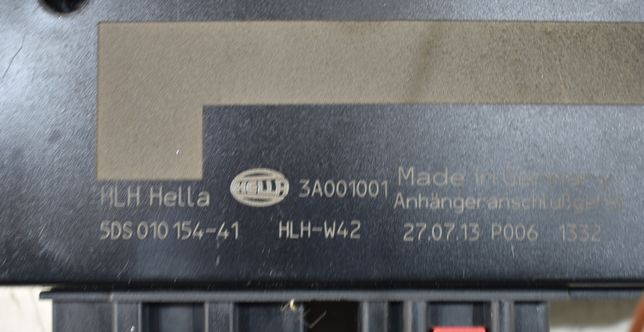 HLH Hella HELLA 3A001001 Made in Germany
Anhängeranschlußgerät
5DS 010 154-41 HLH-W42 27.07.13 P006 1332